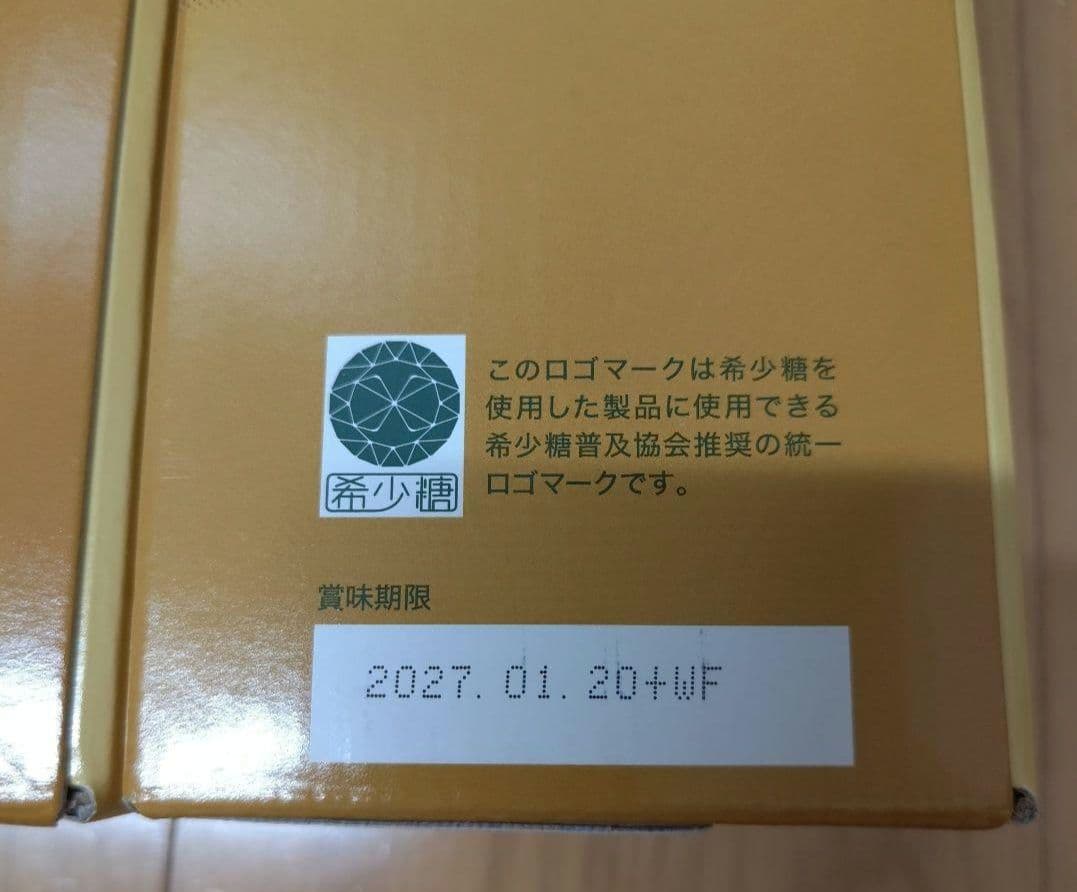 このロゴマークは希少糖を
使用した製品に使用できる
希少糖普及協会推奨の統一
ロゴマークです。
希少糖
賞味期限
2027.01.20+WF